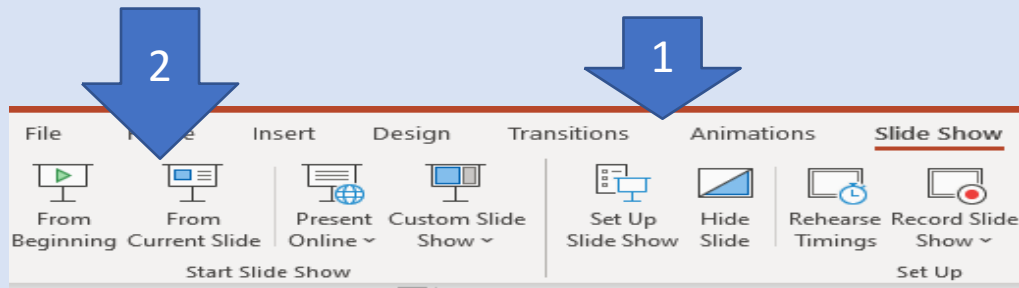 2
1
File Insert Design Transitions Animations Slide Show
From Beginning
From Current Slide
Present Online
Custom Slide Show
Set Up Slide Show
Hide Slide
Rehearse Timings
Record Slide Show
Start Slide Show
Set Up